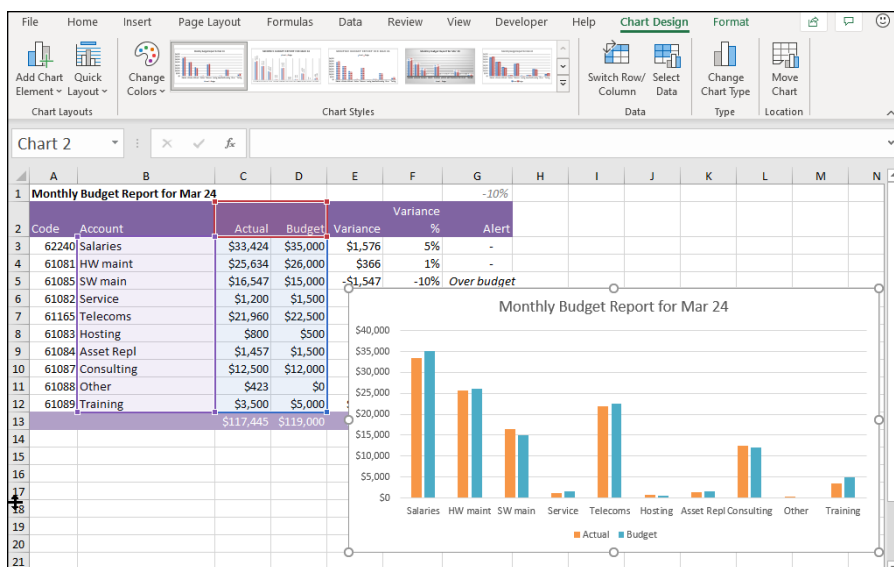 File Home Insert Page Layout Formulas Data Review View Developer Help Chart Design Format
Add Chart Element Quick Layout Change Colors Switch Row/ Column Select Data Change Chart Type Move Chart
Chart Layouts Chart Styles Data Type Location
Chart 2 fx
A B C D E F G H I J K L M N
1 Monthly Budget Report for Mar 24 -10%
2 Code Account Actual Budget Variance Variance % Alert
3 62240 Salaries $33,424 $35,000 $1,576 5% -
4 61081 HW maint $25,634 $26,000 $366 1% -
5 61085 SW main $16,547 $15,000 -$1,547 -10% Over budget
6 61082 Service $1,200 $1,500
7 61165 Telecoms $21,960 $22,500
8 61083 Hosting $800 $500
9 61084 Asset Repl $1,457 $1,500
10 61087 Consulting $12,500 $12,000
11 61088 Other $423 $0
12 61089 Training $3,500 $5,000
13 $117,445 $119,000
14
15
16
17
18
19
20
21
Monthly Budget Report for Mar 24
$40,000
$35,000
$30,000
$25,000
$20,000
$15,000
$10,000
$5,000
$0
Salaries HW maint SW main Service Telecoms Hosting Asset Repl Consulting Other Training
Actual Budget